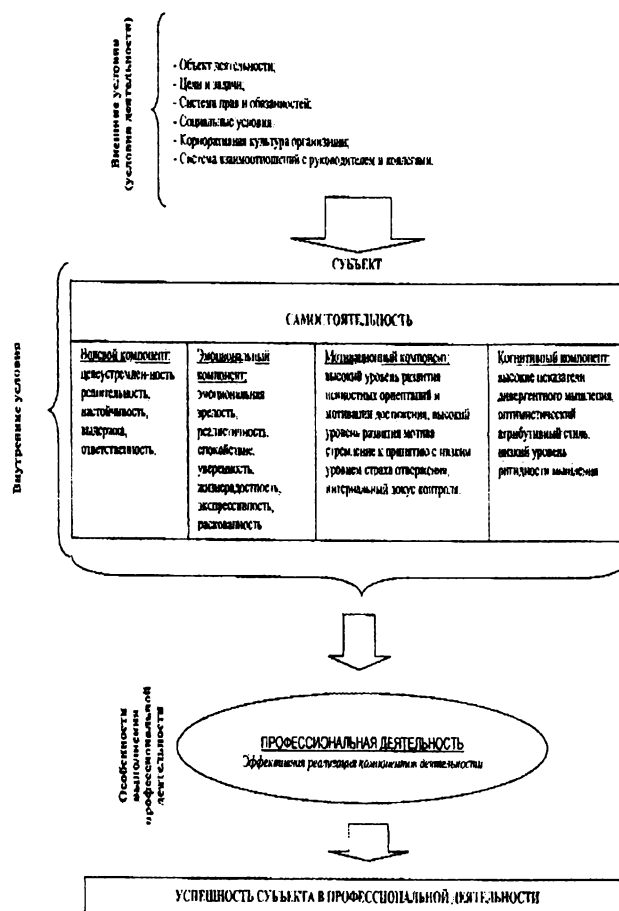 Внешние условия
(условия деятельности)
- Объект деятельности;
- Цели и задачи;
- Система прав и обязанностей;
- Социальные условия
- Корпоративная культура организации;
- Система взаимоотношений с руководителем и коллегами.
СУБЪЕКТ
Внутренние условия
САМОСТОЯТЕЛЬНОСТЬ
Волевой компонент:
целеустремлен-ность
решительность,
настойчивость,
выдержка,
ответственность.
Эмоциональный
компонент:
эмоциональная
зрелость,
реалистичность,
спокойствие,
уверенность,
жизнерадостность,
экспрессивность,
раскованность
Мотивационный компонент:
высокий уровень развития
ценностных ориентаций и
мотивации достижения, высокий
уровень развития мотива
стремление к принятию с низким
уровнем страха отвержения,
интернальный локус контроля.
Когнитивный компонент:
высокие показатели
дивергентного мышления,
оптимистический
атрибутивный стиль,
низкий уровень
ригидности мышления
Особенности
выполнения
профессиональной
деятельности
ПРОФЕССИОНАЛЬНАЯ ДЕЯТЕЛЬНОСТЬ
Эффективная реализация компонентов деятельности
УСПЕШНОСТЬ СУБЪЕКТА В ПРОФЕССИОНАЛЬНОЙ ДЕЯТЕЛЬНОСТИ